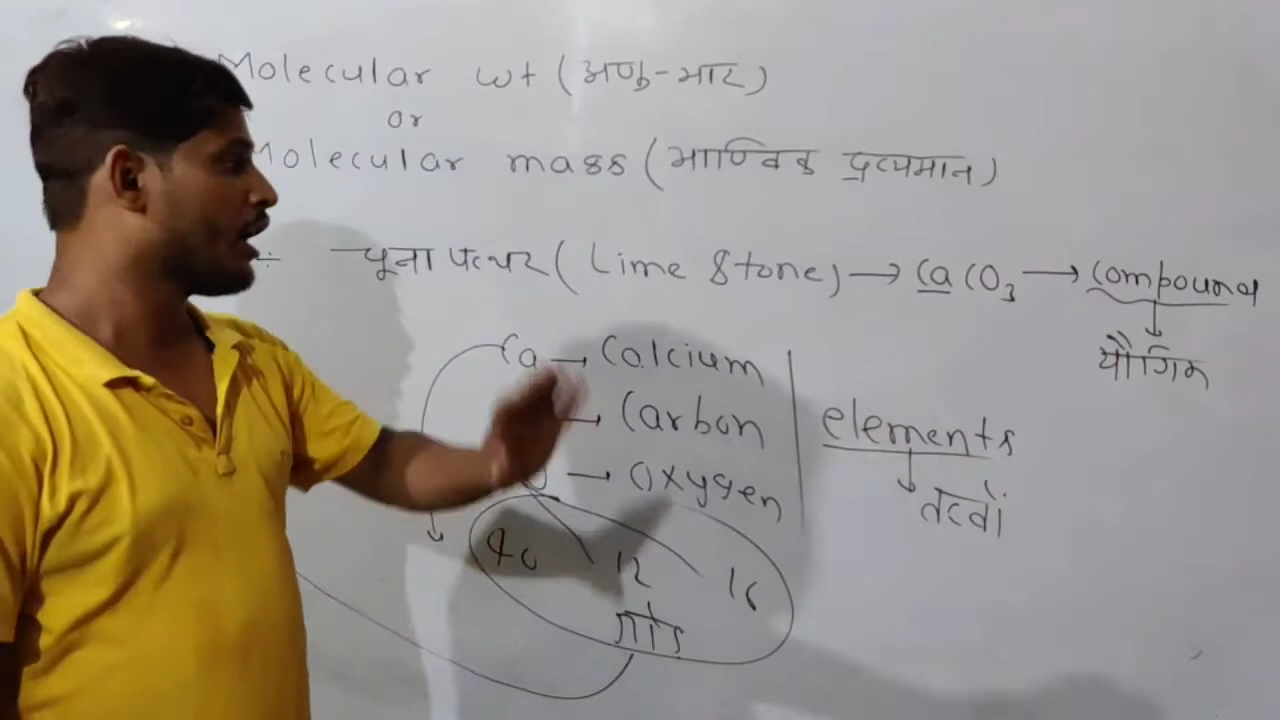 Molecular wt (अणु-भार)
or
Molecular mass (आण्विक द्रव्यमान)
÷ चूना पत्थर (Lime Stone) → CaCO₃ → Compound
↓
यौगिक
Ca → Calcium
→ Carbon
O → Oxygen
elements
↓
तत्वों
40 12 16
जोड़